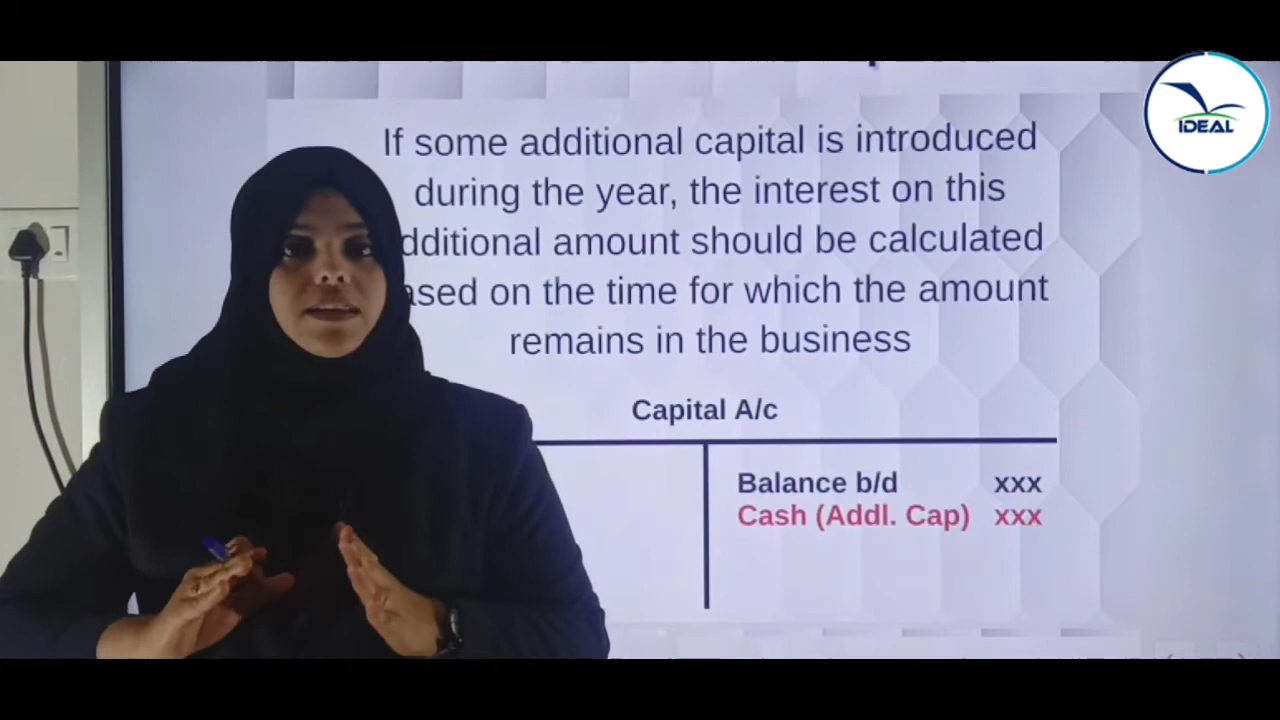 IDEAL
If some additional capital is introduced
during the year, the interest on this
dditional amount should be calculated
ased on the time for which the amount
remains in the business
Capital A/c
Balance b/d xxx
Cash (Addl. Cap) xxx